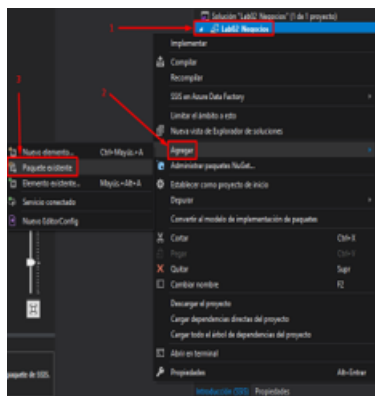 Solución "Lab02 Negocios" (1 de 1 proyecto)
1
Lab02 Negocios
Implementar
Compilar
Recompilar
3
2
SSIS en Azure Data Factory
Limitar el ámbito a esto
Nueva vista de Explorador de soluciones
Nuevo elemento... Ctrl+Mayús.+A
Agregar
Paquete existente
Administrar paquetes NuGet...
Elemento existente... Mayús.+Alt+A
Establecer como proyecto de inicio
Servicio conectado
Depurar
Nuevo EditorConfig
Convertir al modelo de implementación de paquetes
Cortar Ctrl+X
Pegar Ctrl+V
Quitar Supr
Cambiar nombre F2
Descargar el proyecto
Cargar dependencias directas del proyecto
Cargar todo el árbol de dependencias del proyecto
Abrir en terminal
paquete de SSIS.
Propiedades Alt+Entrar
Introducción (SSIS) Propiedades